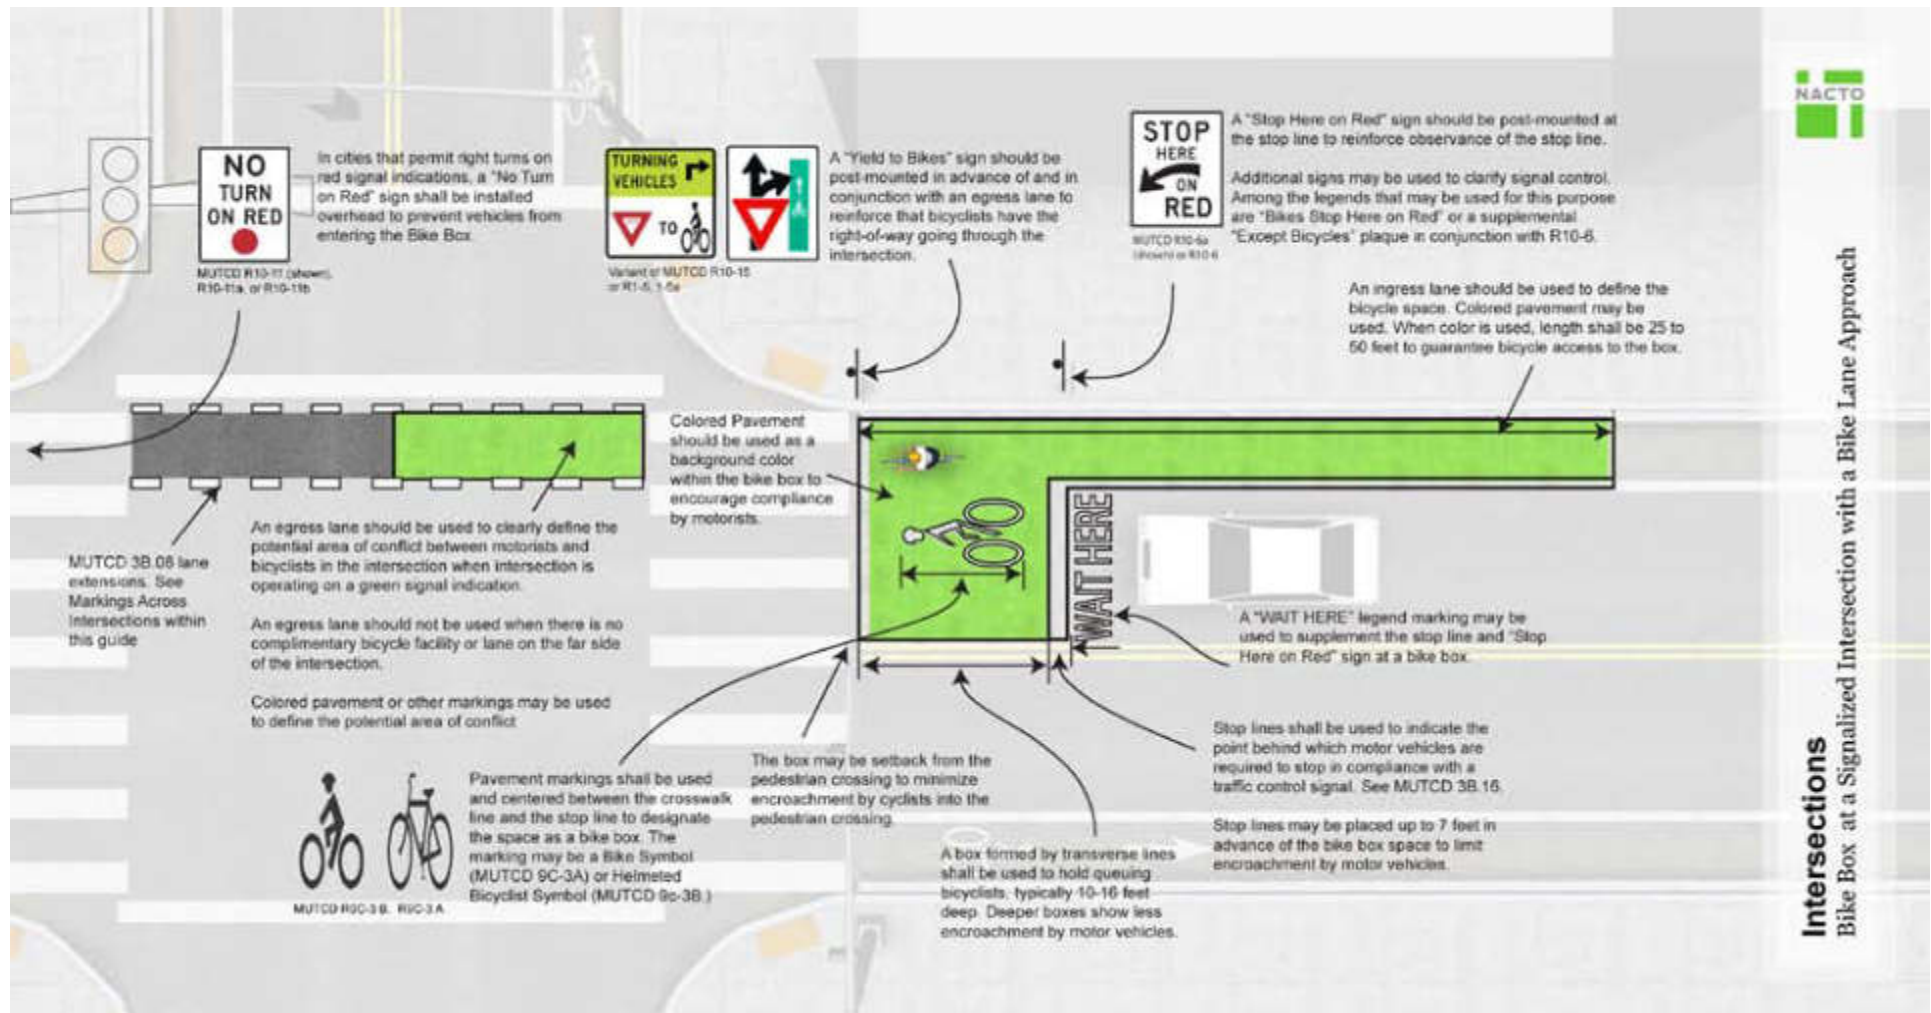 NACTO
NO
TURN
ON RED
MUTCD R10-11 (shown),
R10-11a, or R10-11b
In cities that permit right turns on
red signal indications, a "No Turn
on Red" sign shall be installed
overhead to prevent vehicles from
entering the Bike Box.
TURNING
VEHICLES
TO
Variant of MUTCD R10-15
or R1-5, 1-5a
A "Yield to Bikes" sign should be
post-mounted in advance of and in
conjunction with an egress lane to
reinforce that bicyclists have the
right-of-way going through the
intersection.
STOP
HERE
ON
RED
MUTCD R10-6a
(shown) or R10-6
A "Stop Here on Red" sign should be post-mounted at
the stop line to reinforce observance of the stop line.
Additional signs may be used to clarify signal control.
Among the legends that may be used for this purpose
are "Bikes Stop Here on Red" or a supplemental
"Except Bicycles" plaque in conjunction with R10-6.
An ingress lane should be used to define the
bicycle space. Colored pavement may be
used. When color is used, length shall be 25 to
50 feet to guarantee bicycle access to the box.
Colored Pavement
should be used as a
background color
within the bike box to
encourage compliance
by motorists.
WAIT HERE
MUTCD 3B.08 lane
extensions. See
Markings Across
Intersections within
this guide
An egress lane should be used to clearly define the
potential area of conflict between motorists and
bicyclists in the intersection when intersection is
operating on a green signal indication.
An egress lane should not be used when there is no
complimentary bicycle facility or lane on the far side
of the intersection.
Colored pavement or other markings may be used
to define the potential area of conflict
A "WAIT HERE" legend marking may be
used to supplement the stop line and "Stop
Here on Red" sign at a bike box.
MUTCD R9C-3 B. R9C-3 A
Pavement markings shall be used
and centered between the crosswalk
line and the stop line to designate
the space as a bike box. The
marking may be a Bike Symbol
(MUTCD 9C-3A) or Helmeted
Bicyclist Symbol (MUTCD 9c-3B.)
The box may be setback from the
pedestrian crossing to minimize
encroachment by cyclists into the
pedestrian crossing.
A box formed by transverse lines
shall be used to hold queuing
bicyclists, typically 10-16 feet
deep. Deeper boxes show less
encroachment by motor vehicles.
Stop lines shall be used to indicate the
point behind which motor vehicles are
required to stop in compliance with a
traffic control signal. See MUTCD 3B.16.
Stop lines may be placed up to 7 feet in
advance of the bike box space to limit
encroachment by motor vehicles.
Intersections
Bike Box at a Signalized Intersection with a Bike Lane Approach